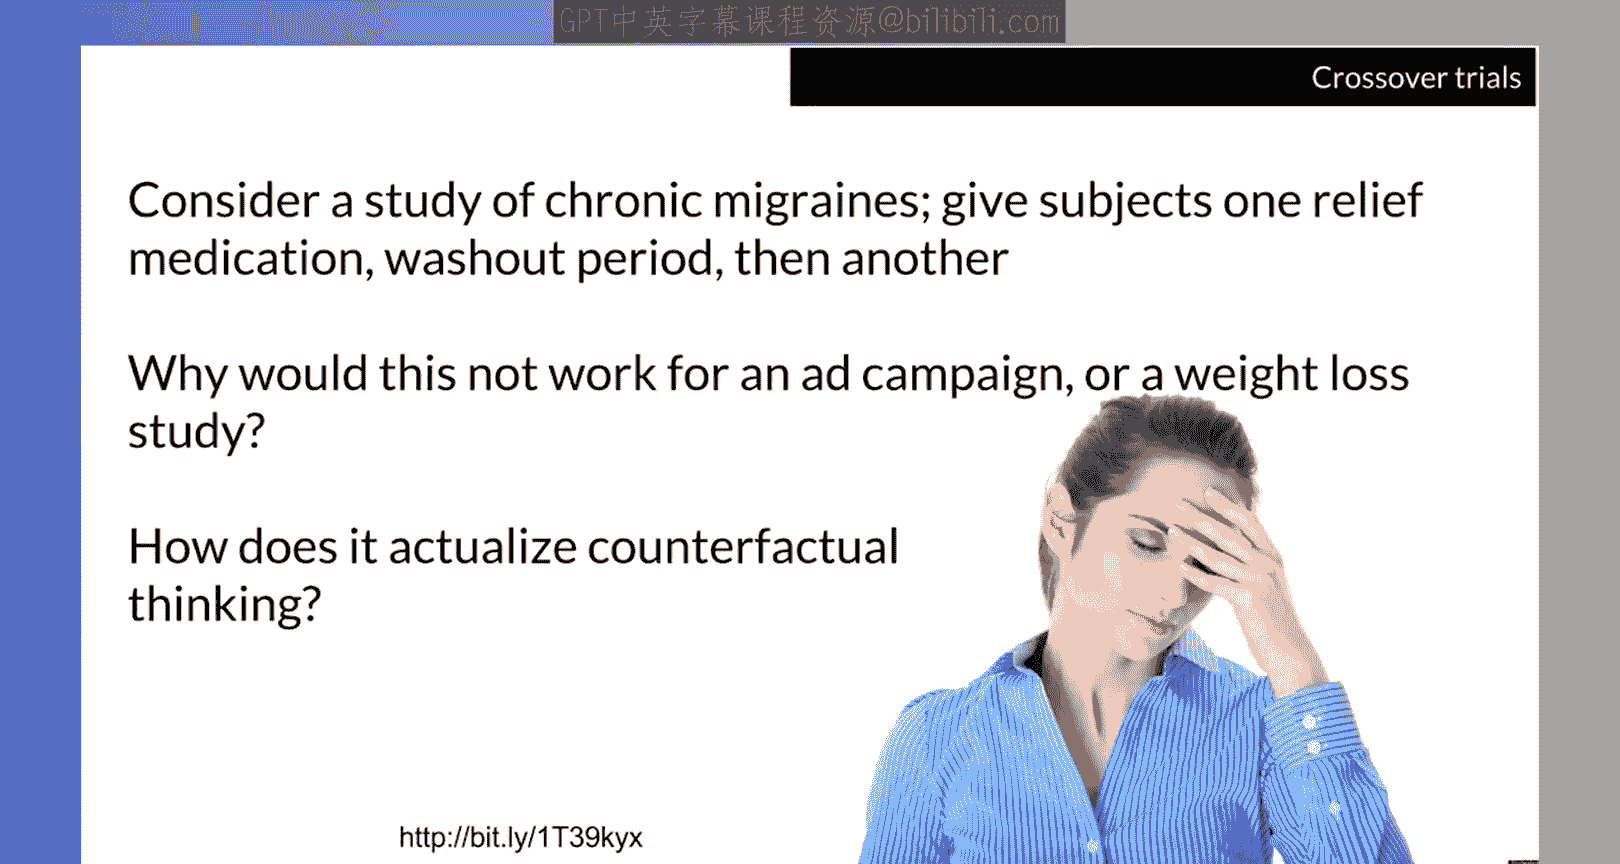 GPT中英字幕课程资源@bilibili.com
Crossover trials
Consider a study of chronic migraines; give subjects one relief
medication, washout period, then another
Why would this not work for an ad campaign, or a weight loss
study?
How does it actualize counterfactual
thinking?
http://bit.ly/1T39kyx